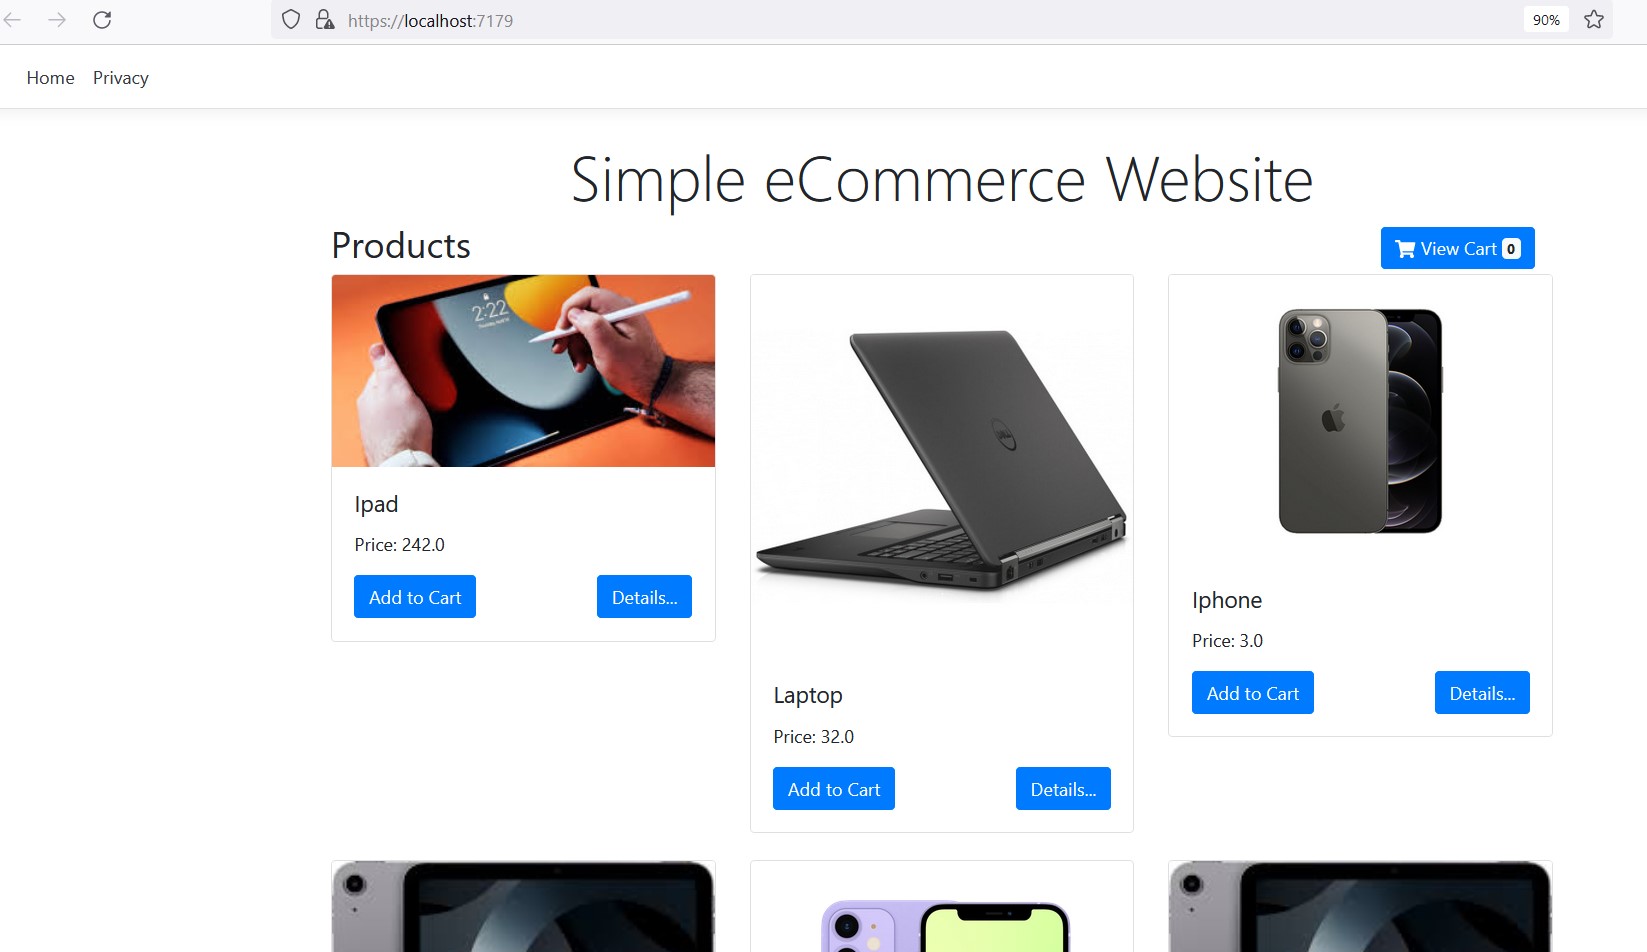 https://localhost:7179
90%
Home Privacy
Simple eCommerce Website
Products
View Cart 0
2:22
Ipad
Price: 242.0
Add to Cart Details...
DELL
Laptop
Price: 32.0
Add to Cart Details...
Iphone
Price: 3.0
Add to Cart Details...